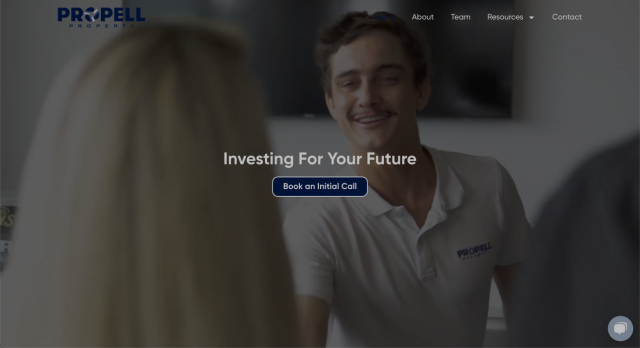 PROPELL
PROPERTY
About
Team
Resources
Contact
Investing For Your Future
Book an Initial Call
PROPELL